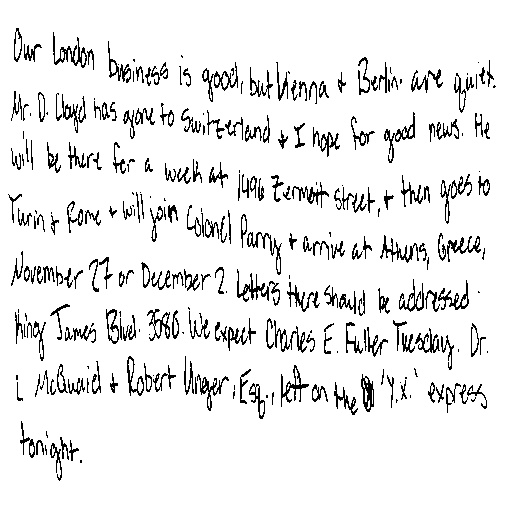 Our London business is good, but Vienna + Berlin. are quiet.
Mr. D. Lloyd has gone to Switzerland + I hope for good news. He
will be there for a week at 1496 Zermott street, + then goes to
Turin + Rome + will join Colonel Parry + arrive at Athens, Greece,
November 27 or December 2. Letters there should be addressed.
King James Blvd. 3580. We expect Charles E. Fuller Tuesday. Dr.
L McQuaid + Robert Unger, Esq., left on the 'Y.X.' express
tonight.